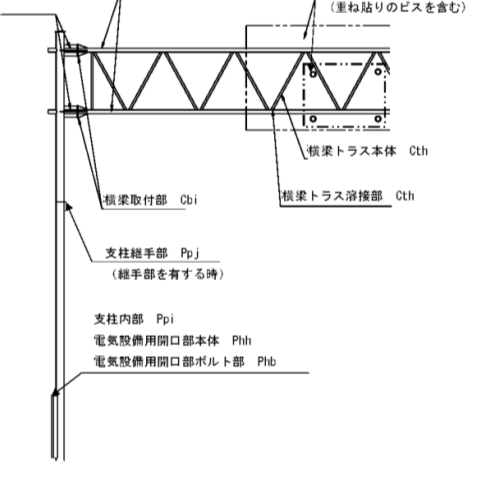 (重ね貼りのビスを含む)
横梁トラス本体 Cth
横梁トラス溶接部 Cth
横梁取付部 Cbi
支柱継手部 Ppj
(継手部を有する時)
支柱内部 Ppi
電気設備用開口部本体 Phh
電気設備用開口部ボルト部 Phb